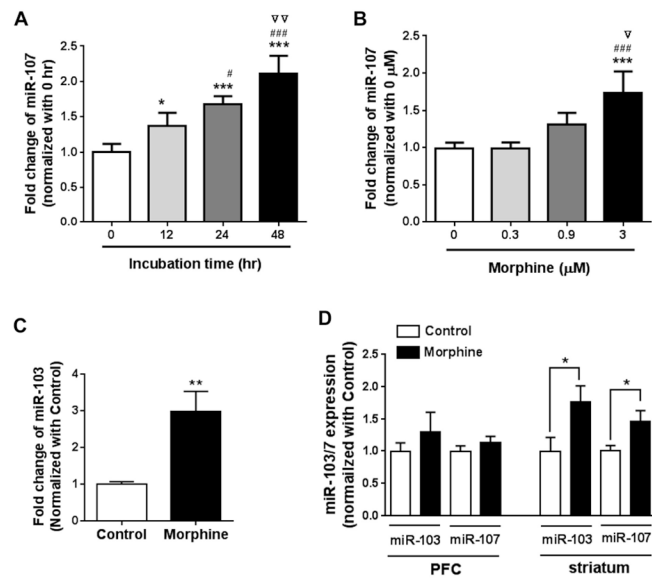 A
Fold change of miR-107
(normalized with 0 hr)
2.5
2.0
1.5
1.0
0.5
0.0
*
#
***
∇ ∇
###
***
0 12 24 48
Incubation time (hr)
B
Fold change of miR-107
(normalized with 0 μM)
2.5
2.0
1.5
1.0
0.5
0.0
∇
###
***
0 0.3 0.9 3
Morphine (μM)
C
Fold change of miR-103
(Normalized with Control)
4
3
2
1
0
**
Control Morphine
D
Control
Morphine
miR-103/7 expression
(normailzed with Control)
2.5
2.0
1.5
1.0
0.5
0.0
*
*
miR-103 miR-107 miR-103 miR-107
PFC striatum